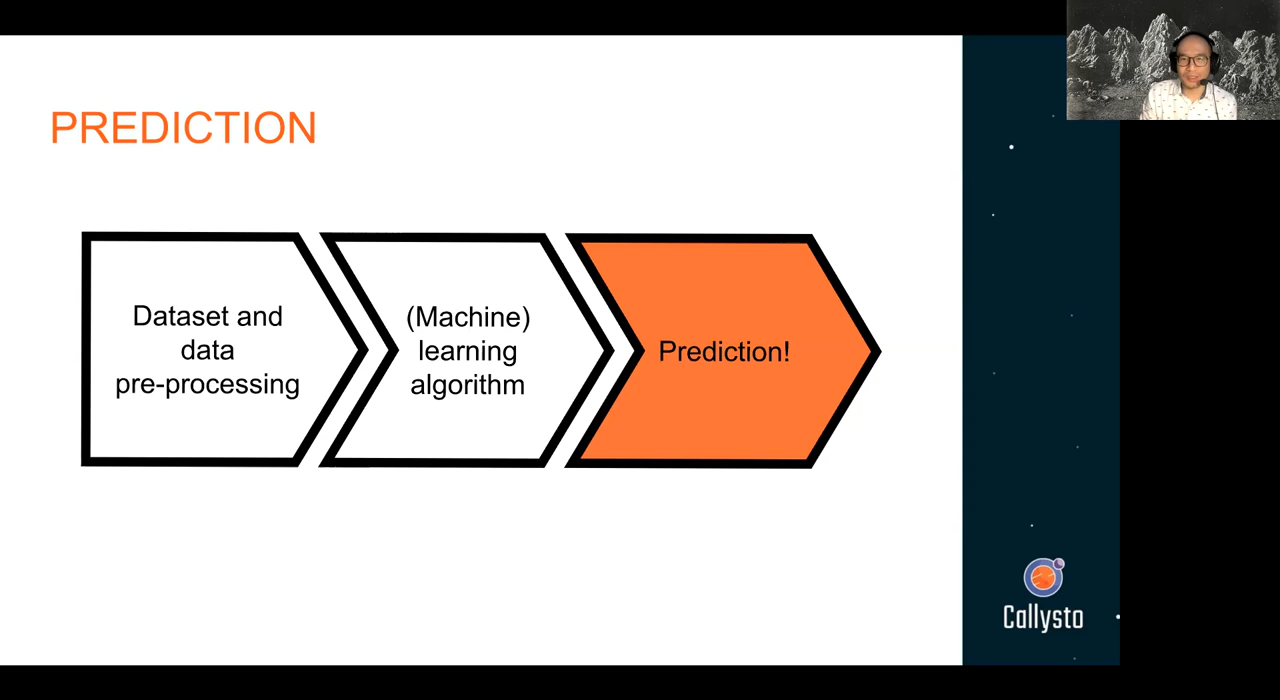 PREDICTION
Dataset and
data
pre-processing
(Machine)
learning
algorithm
Prediction!
Callysto